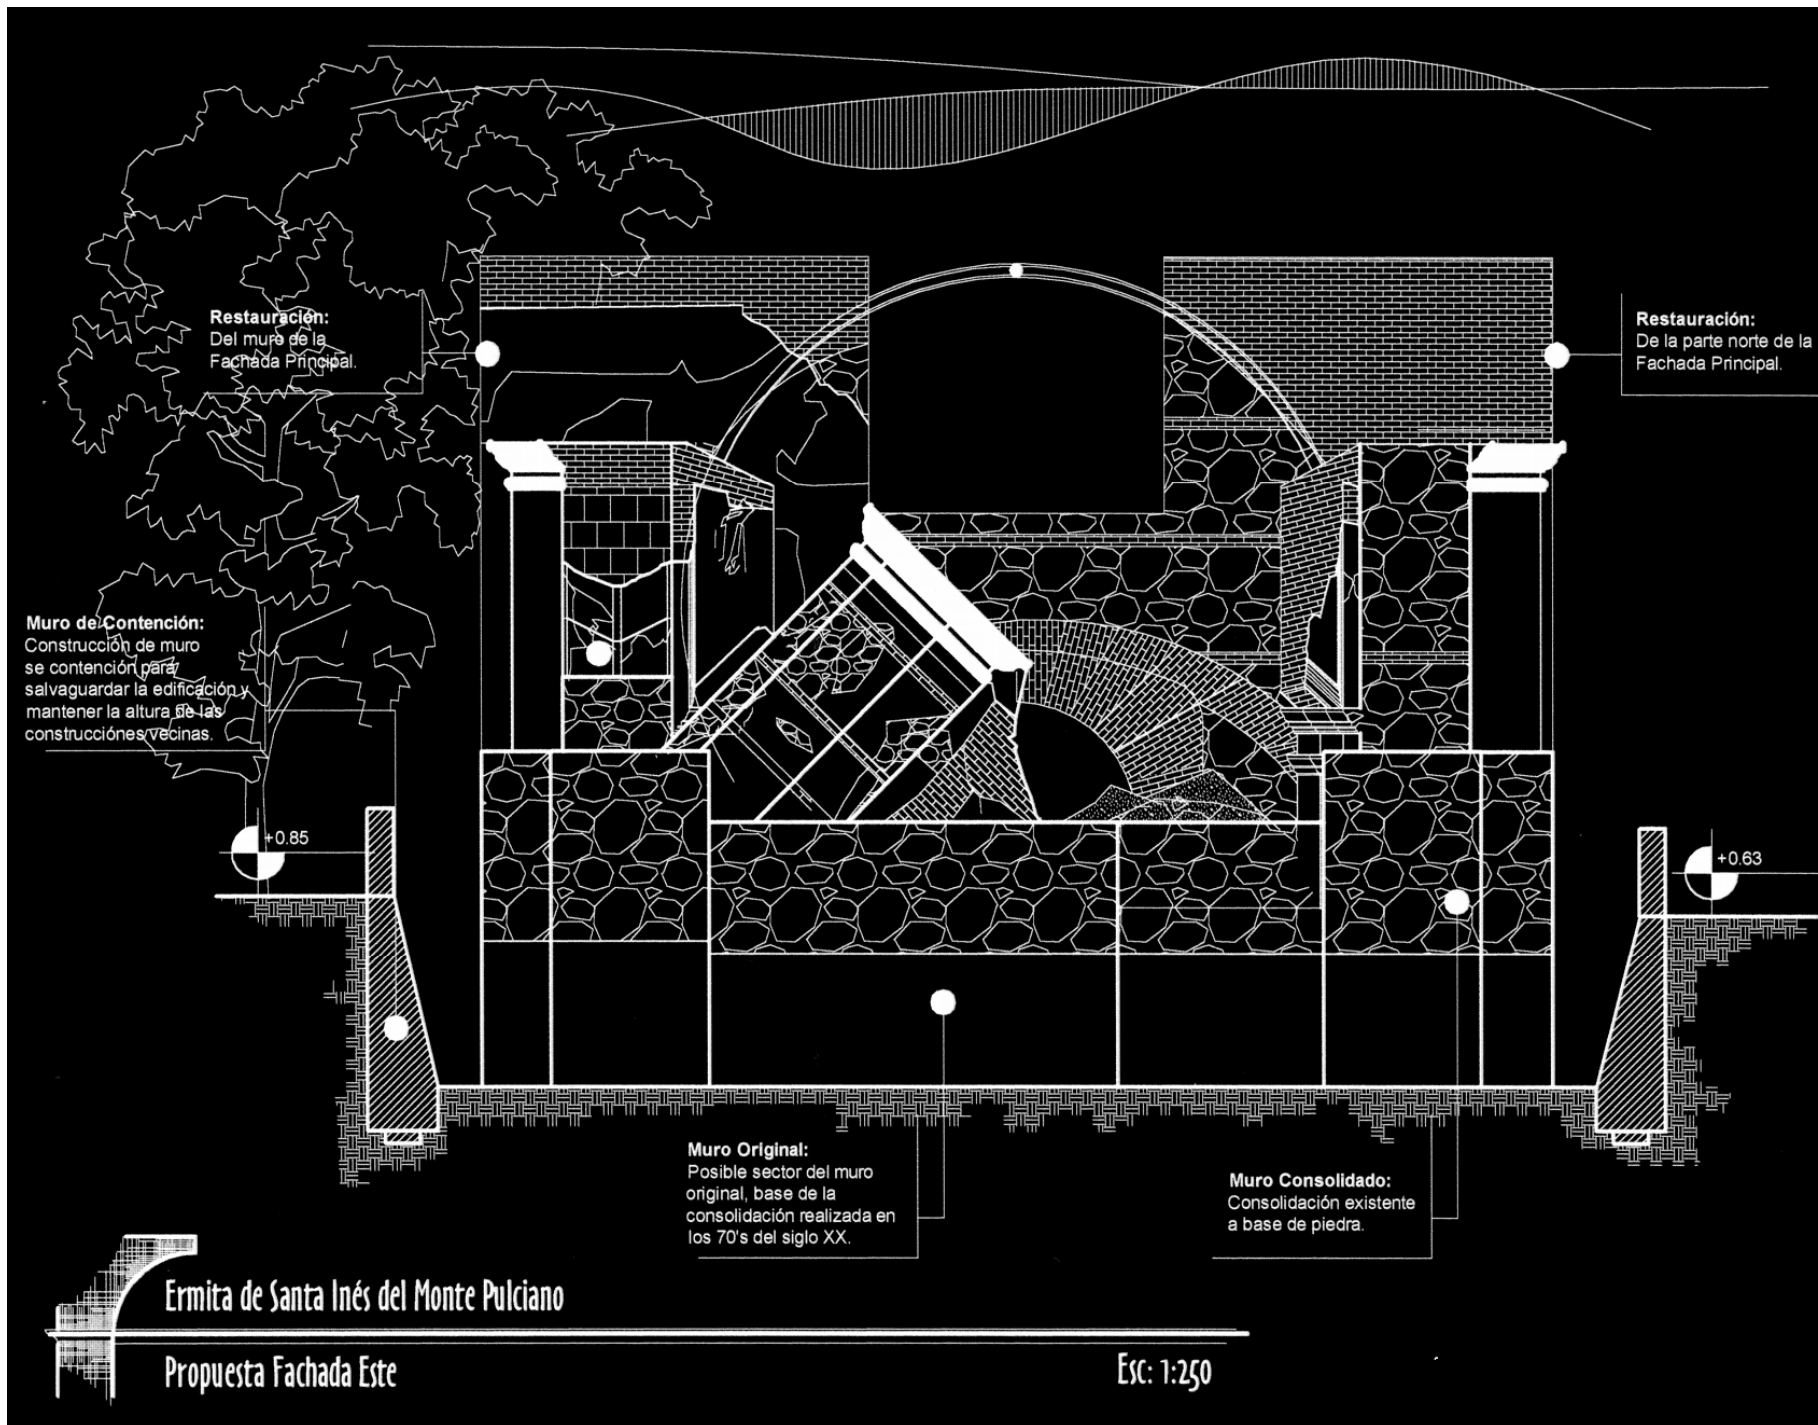 Restauración:
Del muro de la
Fachada Principal.
Restauración:
De la parte norte de la
Fachada Principal.
Muro de Contención:
Construcción de muro
se contención para
salvaguardar la edificación y
mantener la altura de las
construcciónes vecinas.
+0.85
+0.63
Muro Original:
Posible sector del muro
original, base de la
consolidación realizada en
los 70's del siglo XX.
Muro Consolidado:
Consolidación existente
a base de piedra.
Ermita de Santa Inés del Monte Pulciano
Propuesta Fachada Este
Esc: 1:250